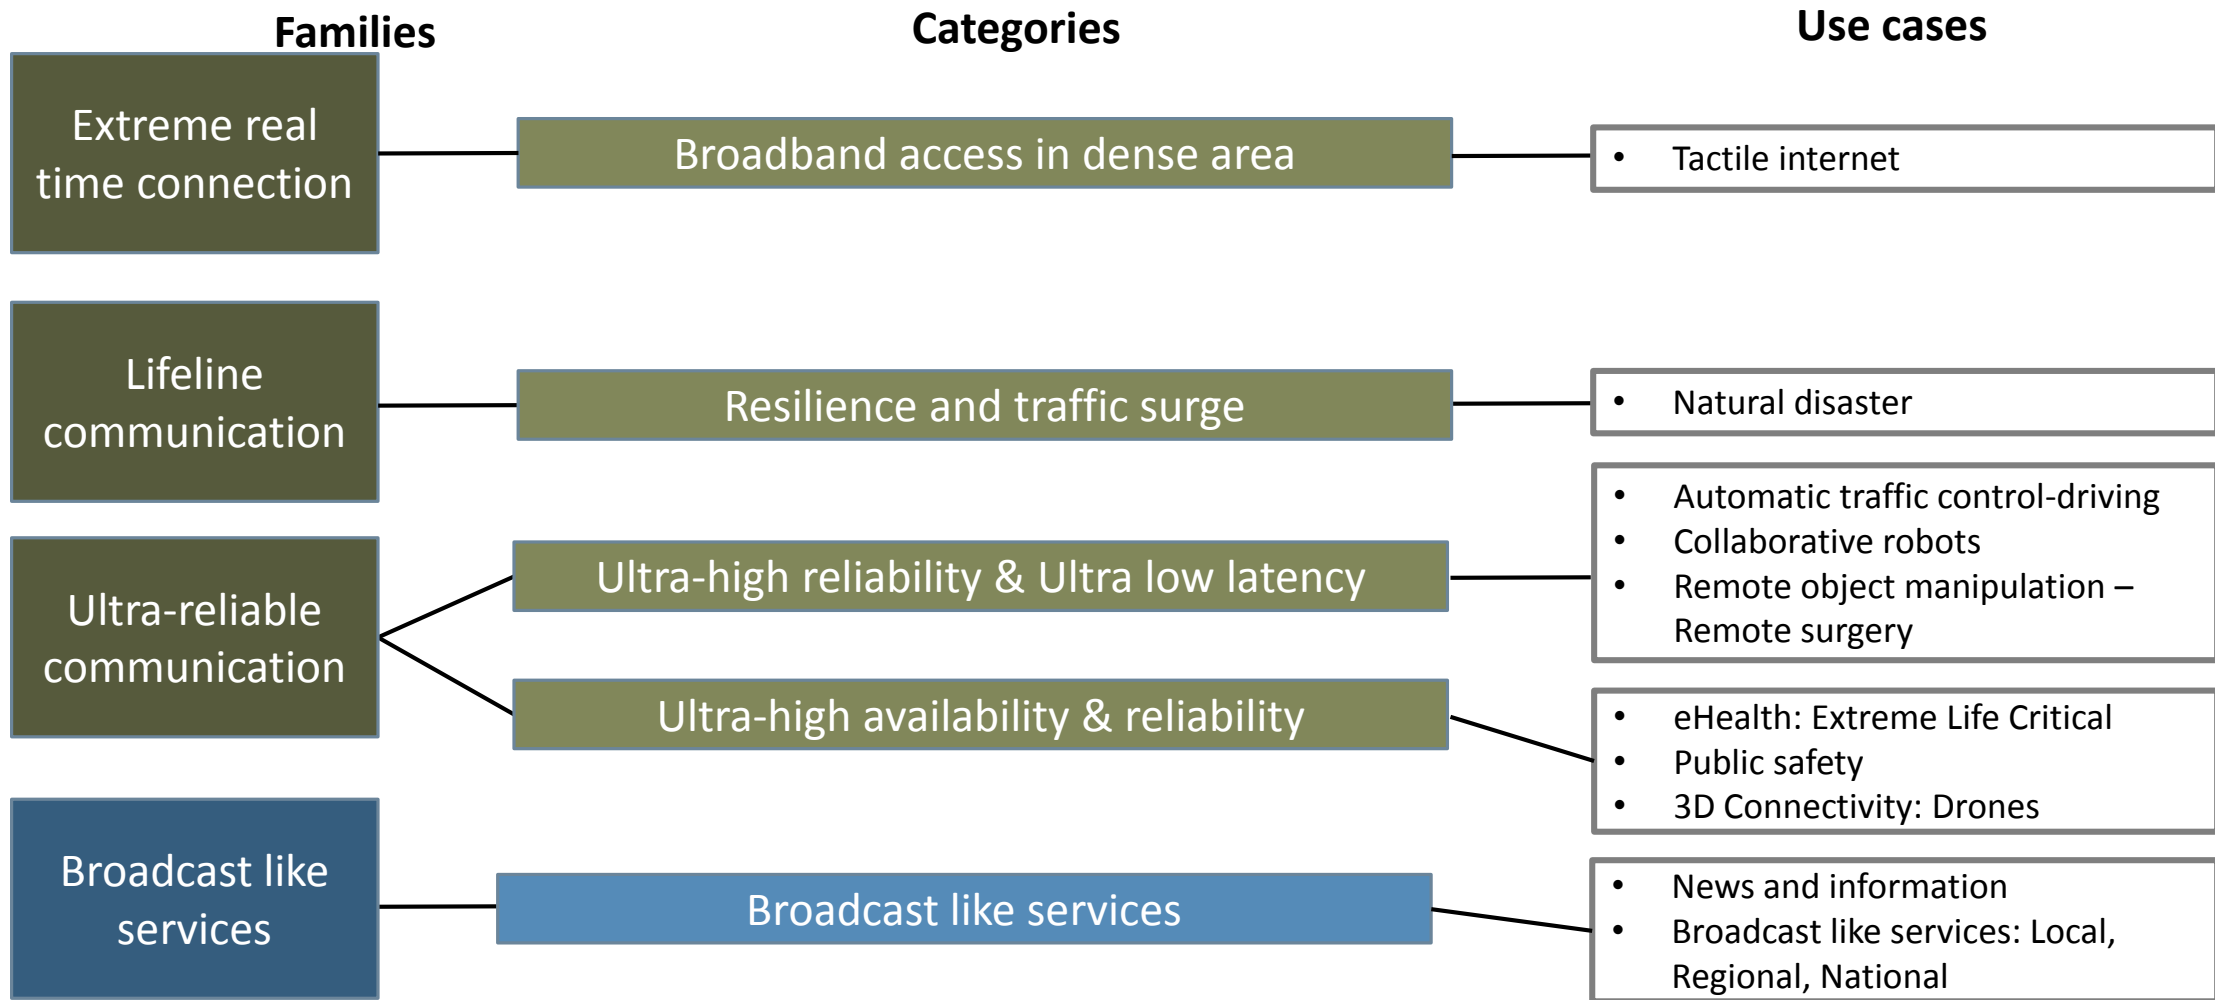 Families
Categories
Use cases
Extreme real
time connection
Broadband access in dense area
• Tactile internet
Lifeline
communication
Resilience and traffic surge
• Natural disaster
Ultra-reliable
communication
Ultra-high reliability & Ultra low latency
• Automatic traffic control-driving
• Collaborative robots
• Remote object manipulation –
Remote surgery
Ultra-high availability & reliability
• eHealth: Extreme Life Critical
• Public safety
• 3D Connectivity: Drones
Broadcast like
services
Broadcast like services
• News and information
• Broadcast like services: Local,
Regional, National